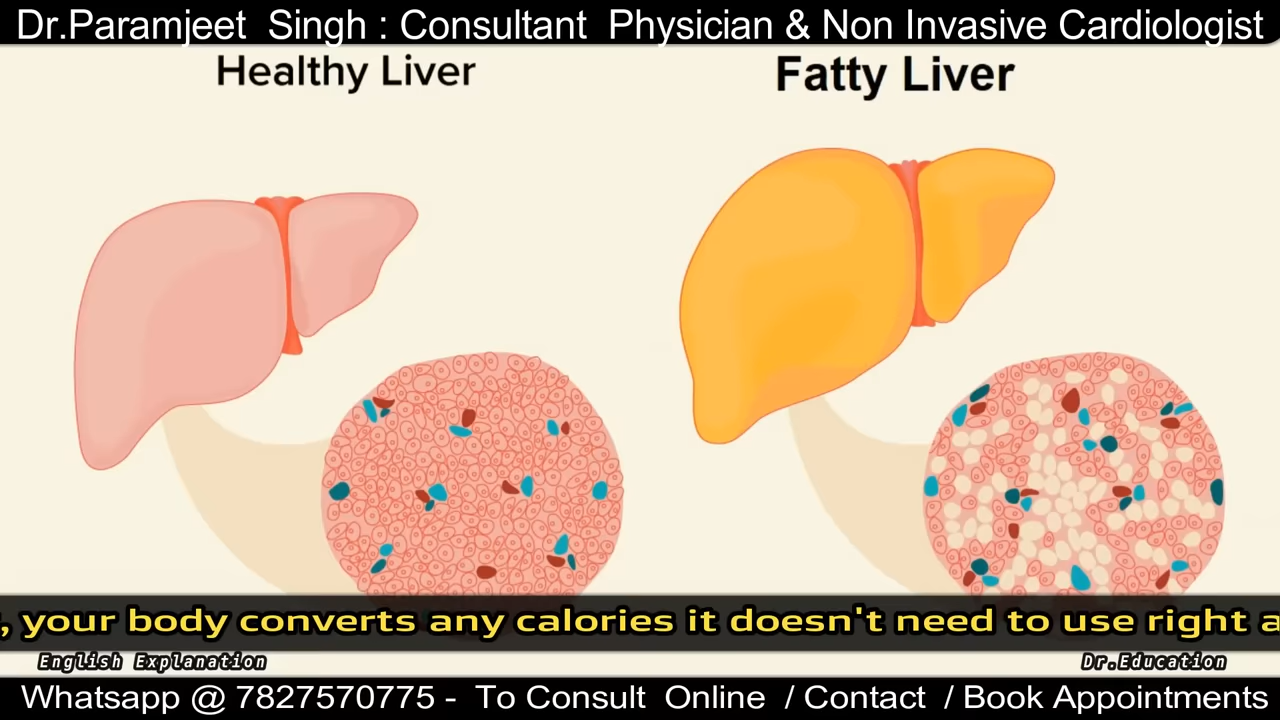 Dr.Paramjeet Singh : Consultant Physician & Non Invasive Cardiologist
Healthy Liver
Fatty Liver
, your body converts any calories it doesn't need to use right a
English Explanation
Dr.Education
Whatsapp @ 7827570775 - To Consult Online / Contact / Book Appointments